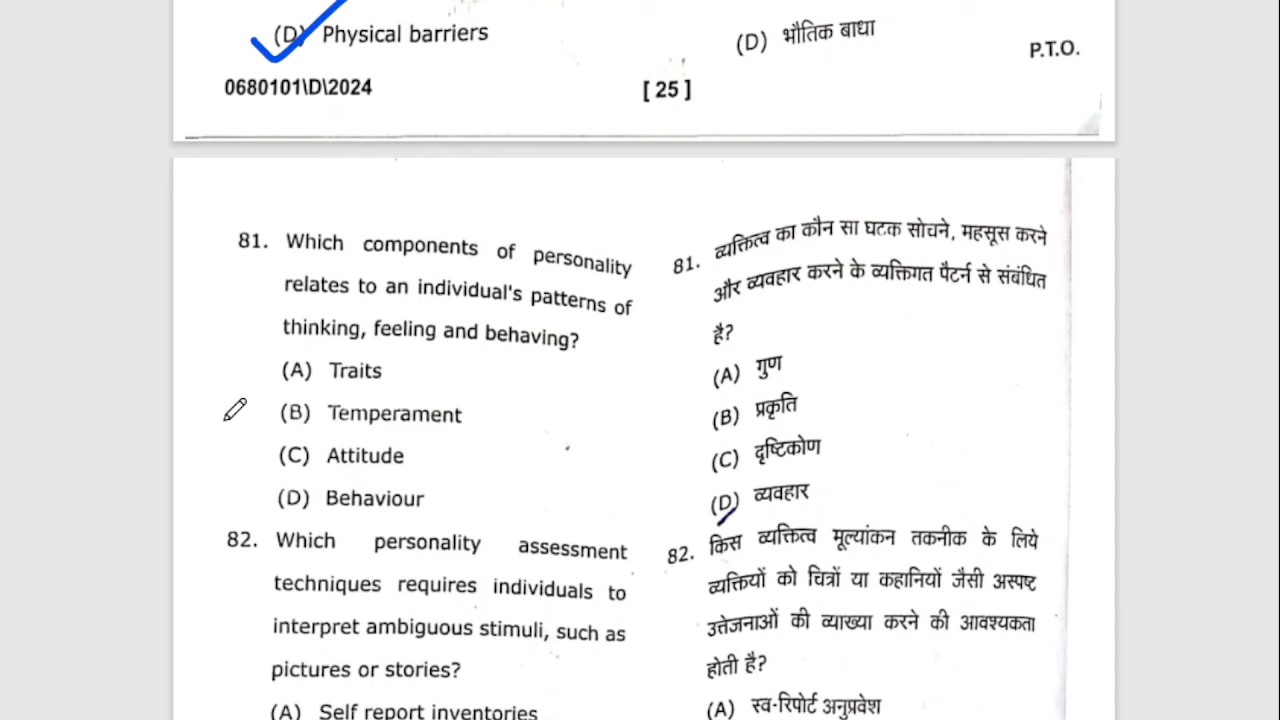 (D) Physical barriers
(D) भौतिक बाधा
P.T.O.
0680101\D\2024
[ 25 ]
81. Which components of personality
relates to an individual's patterns of
thinking, feeling and behaving?
(A) Traits
(B) Temperament
(C) Attitude
(D) Behaviour
82. Which personality assessment
techniques requires individuals to
interpret ambiguous stimuli, such as
pictures or stories?
(A) Self report inventories
81. व्यक्तित्व का कौन सा घटक सोचने, महसूस करने
और व्यवहार करने के व्यक्तिगत पैटर्न से संबंधित
है?
(A) गुण
(B) प्रकृति
(C) दृष्टिकोण
(D) व्यवहार
82. किस व्यक्तित्व मूल्यांकन तकनीक के लिये
व्यक्तियों को चित्रों या कहानियों जैसी अस्पष्ट
उत्तेजनाओं की व्याख्या करने की आवश्यकता
होती है?
(A) स्व-रिपोर्ट अनुप्रवेश